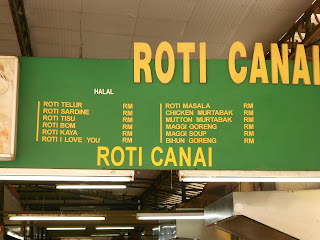 ROTI CANAI
HALAL
ROTI TELUR RM
ROTI SARDINE RM
ROTI TISU RM
ROTI BOM RM
ROTI KAYA RM
ROTI I LOVE YOU RM
ROTI MASALA RM
CHICKEN MURTABAK RM
MUTTON MURTABAK RM
MAGGI GORENG RM
MAGGI SOUP RM
BIHUN GORENG RM
ROTI CANAI